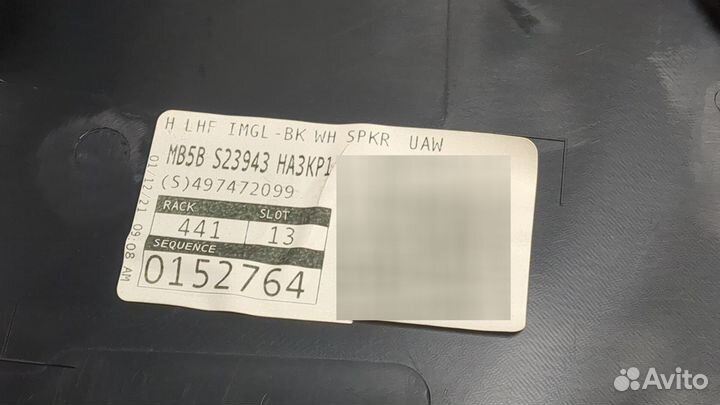 H LHF IMGL-BK WH SPKR UAW
MB5B S23943 HA3KP1
(S)497472099
RACK SLOT
441 13
SEQUENCE
0152764
01/12/21 09:08 AM
Avito